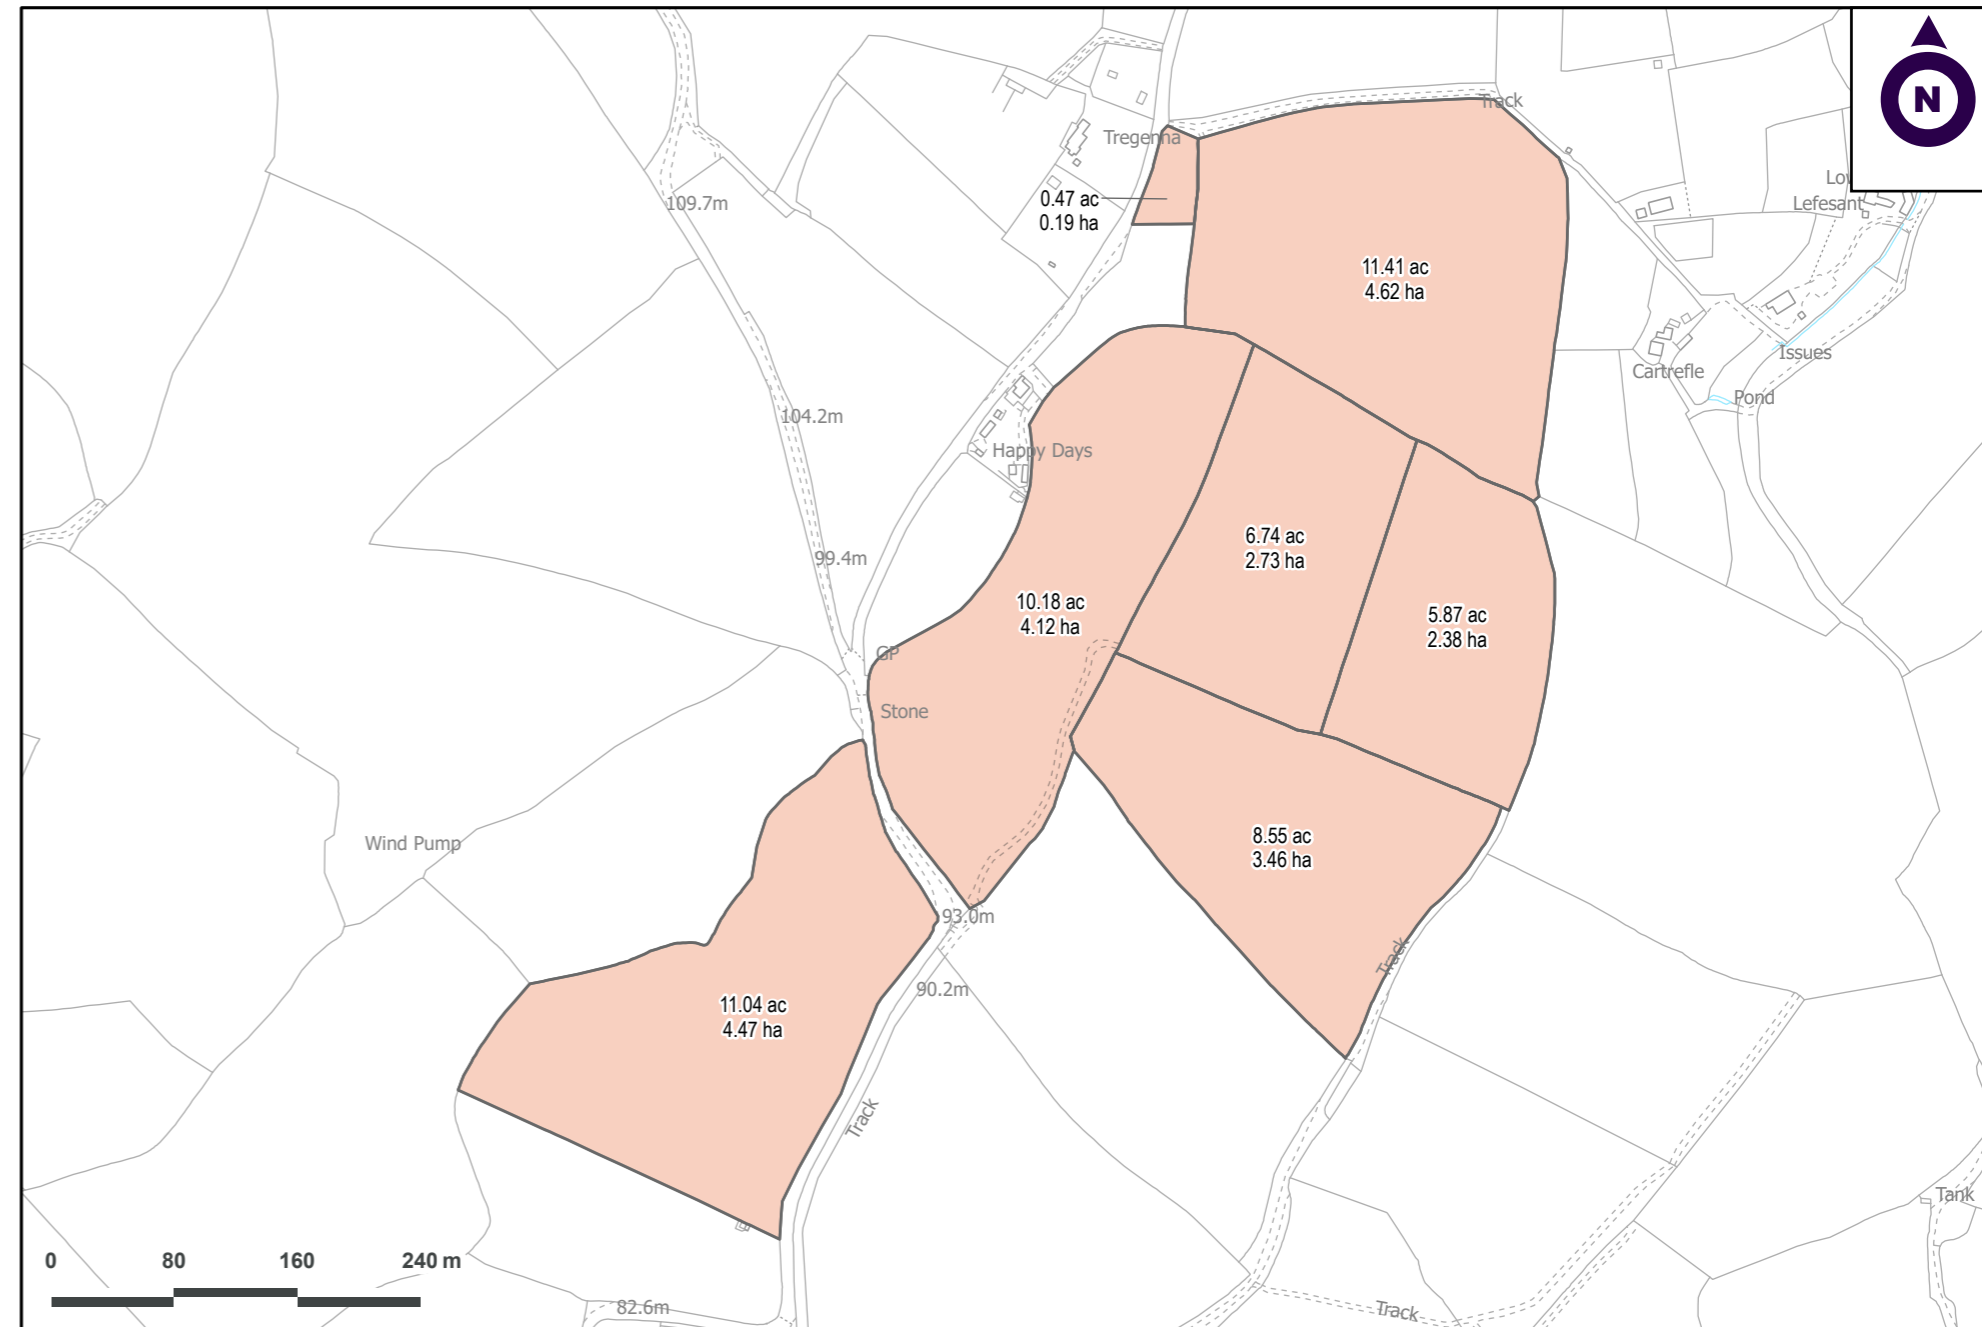 N
Track
Tregenna
Lefesant
109.7m
0.47 ac
0.19 ha
11.41 ac
4.62 ha
Issues
Cartrefle
Pond
104.2m
Happy Days
6.74 ac
2.73 ha
99.4m
10.18 ac
4.12 ha
5.87 ac
2.38 ha
GP
Stone
Wind Pump
8.55 ac
3.46 ha
93.0m
Track
90.2m
11.04 ac
4.47 ha
Track
Tank
0 80 160 240 m
82.6m
Track